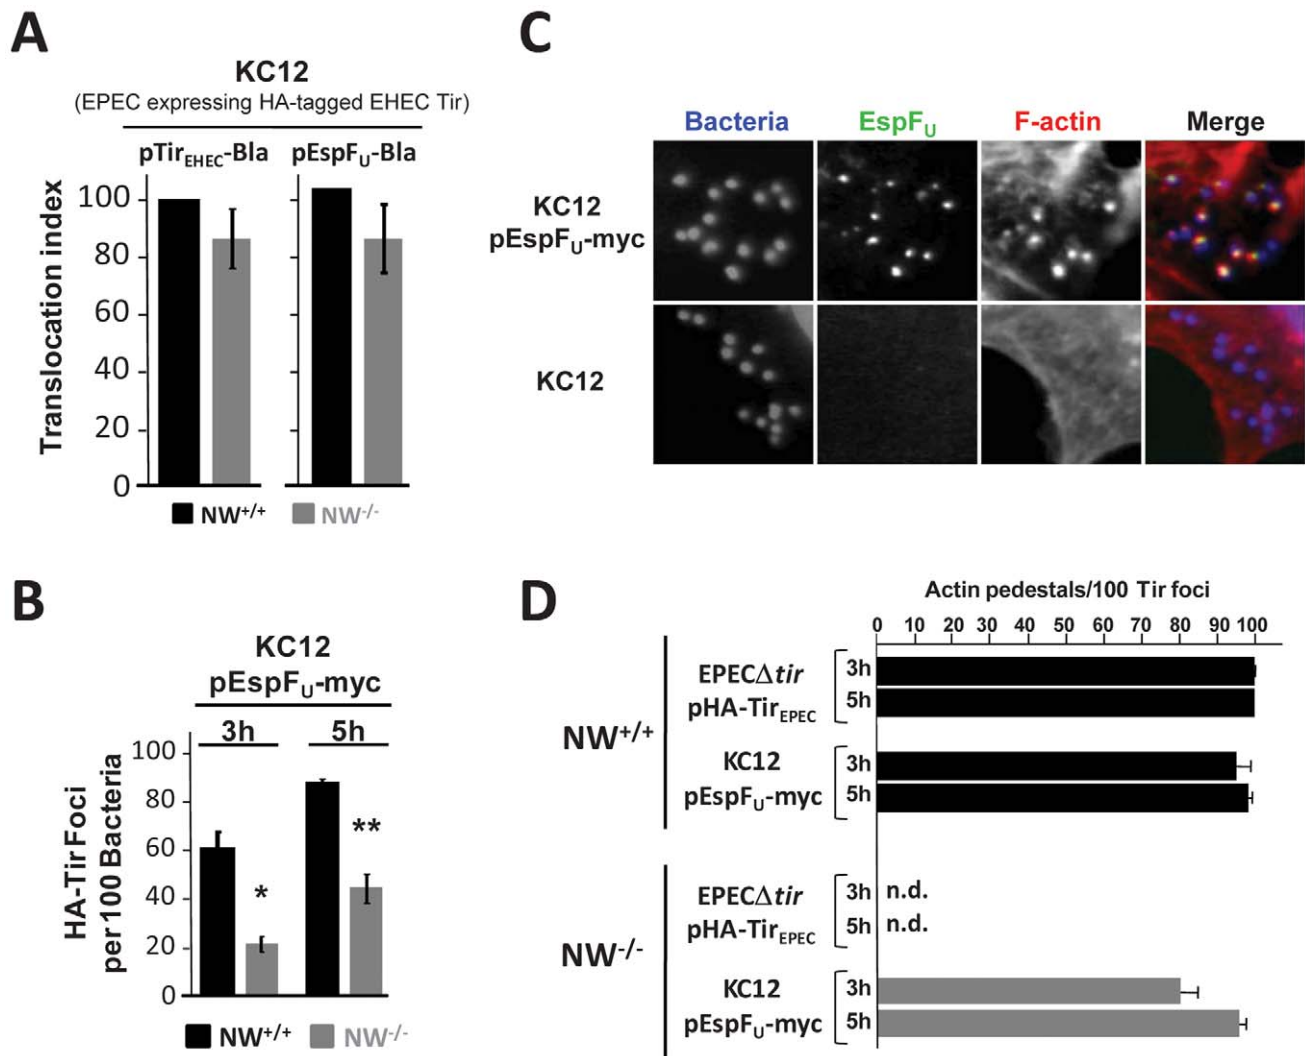 A
KC12
(EPEC expressing HA-tagged EHEC Tir)
pTirEHEC-Bla pEspFU-Bla
Translocation index
100
80
60
40
20
0
NW+/+ NW-/-
B
KC12
pEspFU-myc
3h 5h
HA-Tir Foci
per 100 Bacteria
100
80
60
40
20
0
* **
NW+/+ NW-/-
C
Bacteria EspFU F-actin Merge
KC12
pEspFU-myc
KC12
D
Actin pedestals/100 Tir foci
0 10 20 30 40 50 60 70 80 90 100
NW+/+
EPECΔtir
pHA-TirEPEC
3h
5h
KC12
pEspFU-myc
3h
5h
NW-/-
EPECΔtir
pHA-TirEPEC
3h n.d.
5h n.d.
KC12
pEspFU-myc
3h
5h